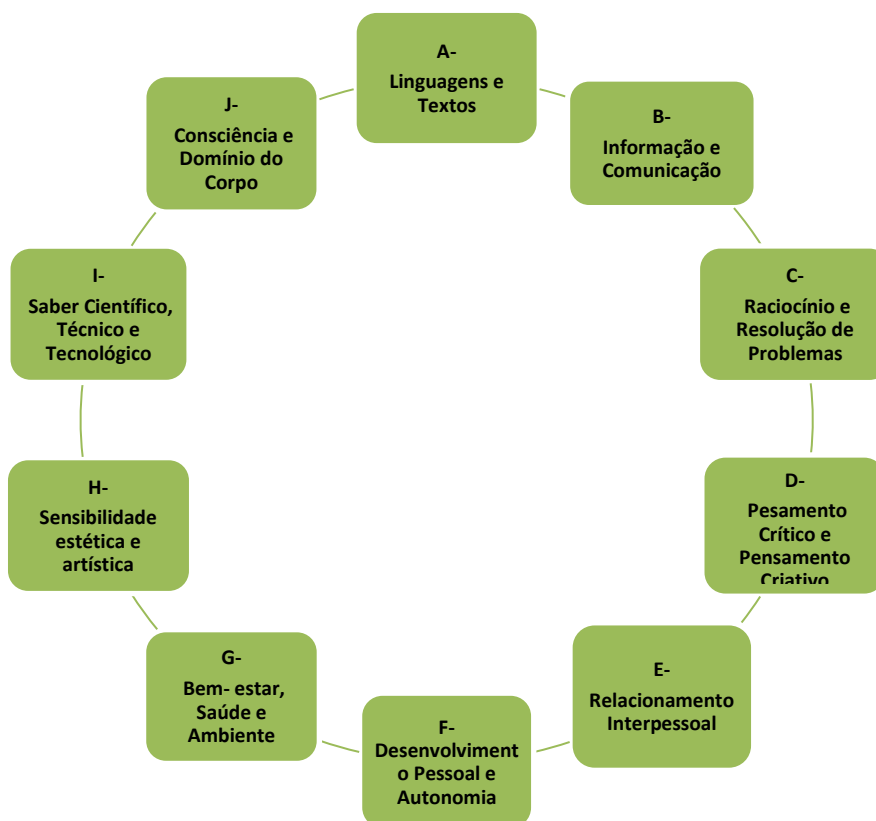 A-
Linguagens e
Textos
B-
Informação e
Comunicação
C-
Raciocínio e
Resolução de
Problemas
D-
Pesamento
Crítico e
Pensamento
Criativo
E-
Relacionamento
Interpessoal
F-
Desenvolviment
o Pessoal e
Autonomia
G-
Bem- estar,
Saúde e
Ambiente
H-
Sensibilidade
estética e
artística
I-
Saber Científico,
Técnico e
Tecnológico
J-
Consciência e
Domínio do
Corpo